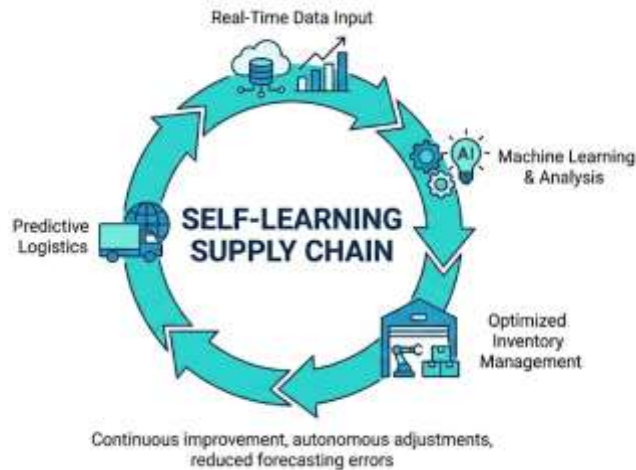 Real-Time Data Input
AI
Machine Learning
& Analysis
SELF-LEARNING
SUPPLY CHAIN
Predictive
Logistics
Optimized
Inventory
Management
Continuous improvement, autonomous adjustments,
reduced forecasting errors